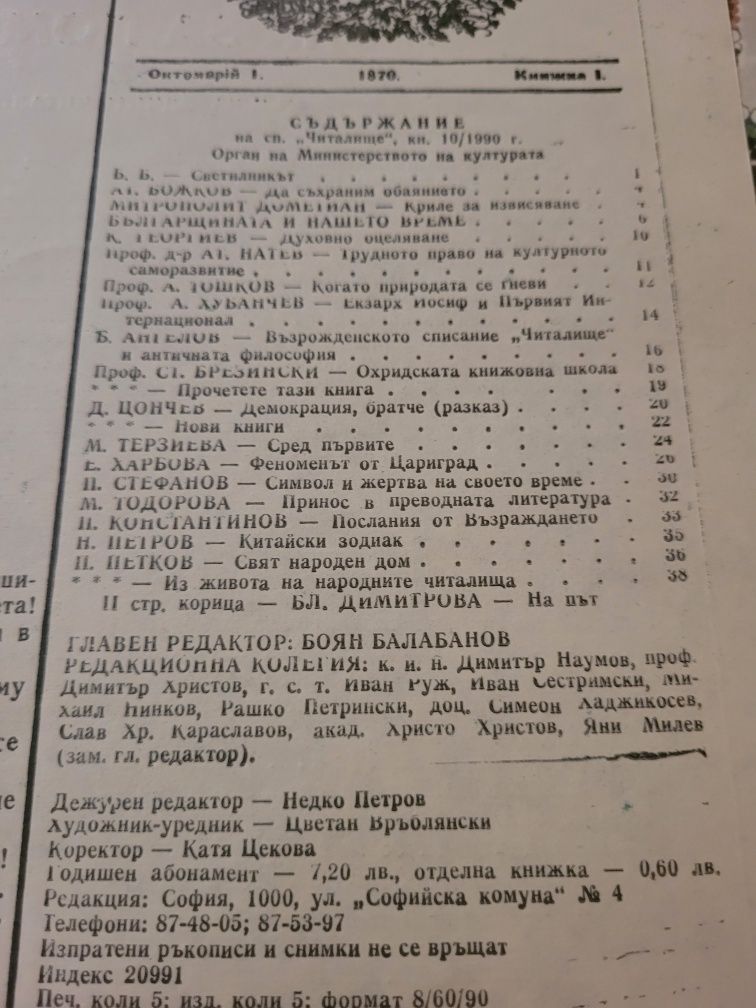 Октомврий 1. 1870. Книжка I.
СЪДЪРЖАНИЕ
на сп. „Читалище“, кн. 10/1990 г.
Орган на Министерството на културата
Б. Б. — Светилникът . . . . . . . . 1
АТ. БОЖКОВ — Да съхраним обаянието . . . .
МИТРОПОЛИТ ДОМЕТИАН — Криле за извисяване .
БЪЛГАРЩИНАТА И НАШЕТО ВРЕМЕ . . . . 6
К. ГЕОРГИЕВ — Духовно оцеляване . . . . . 10
Проф. д-р АТ. НАТЕВ — Трудното право на културното
саморазвитие . . . . . . . . . . . 11
Проф. А. ТОШКОВ — Когато природата се гневи . . 12
Проф. А. ХУБАНЧЕВ — Екзарх Иосиф и Първият Ин-
тернационал . . . . . . . . . . . 14
Б. АНГЕЛОВ — Възрожденското списание „Читалище“
и античната философия . . . . . . . . 16
Проф. СТ. БРЕЗИНСКИ — Охридската книжовна школа 18
* * * — Прочетете тази книга . . . . . . . 19
Д. ЦОНЧЕВ — Демокрация, братче (разказ) . . . . 20
* * * — Нови книги . . . . . . . . . 22
М. ТЕРЗИЕВА — Сред първите . . . . . . 24
Е. ХАРБОВА — Феноменът от Цариград . . . . . 26
П. СТЕФАНОВ — Символ и жертва на своето време . . 30
М. ТОДОРОВА — Принос в преводната литература . 32
П. КОНСТАНТИНОВ — Послания от Възраждането . 33
Н. ПЕТРОВ — Китайски зодиак . . . . . . 35
П. ПЕТКОВ — Свят народен дом . . . . . . 36
* * * — Из живота на народните читалища . . . . 38
II стр. корица — БЛ. ДИМИТРОВА — На път
ГЛАВЕН РЕДАКТОР: БОЯН БАЛАБАНОВ
РЕДАКЦИОННА КОЛЕГИЯ: к. и. н. Димитър Наумов, проф.
Димитър Христов, г. с. т. Иван Руж, Иван Сестримски, Ми-
хаил Нинков, Рашко Петрински, доц. Симеон Хаджикосев,
Слав Хр. Караславов, акад. Христо Христов, Яни Милев
(зам. гл. редактор).
Дежурен редактор — Недко Петров
Художник-уредник — Цветан Връблянски
Коректор — Катя Цекова
Годишен абонамент — 7,20 лв., отделна книжка — 0,60 лв.
Редакция: София, 1000, ул. „Софийска комуна“ № 4
Телефони: 87-48-05; 87-53-97
Изпратени ръкописи и снимки не се връщат
Индекс 20991
Печ. коли 5; изд. коли 5; формат 8/60/90